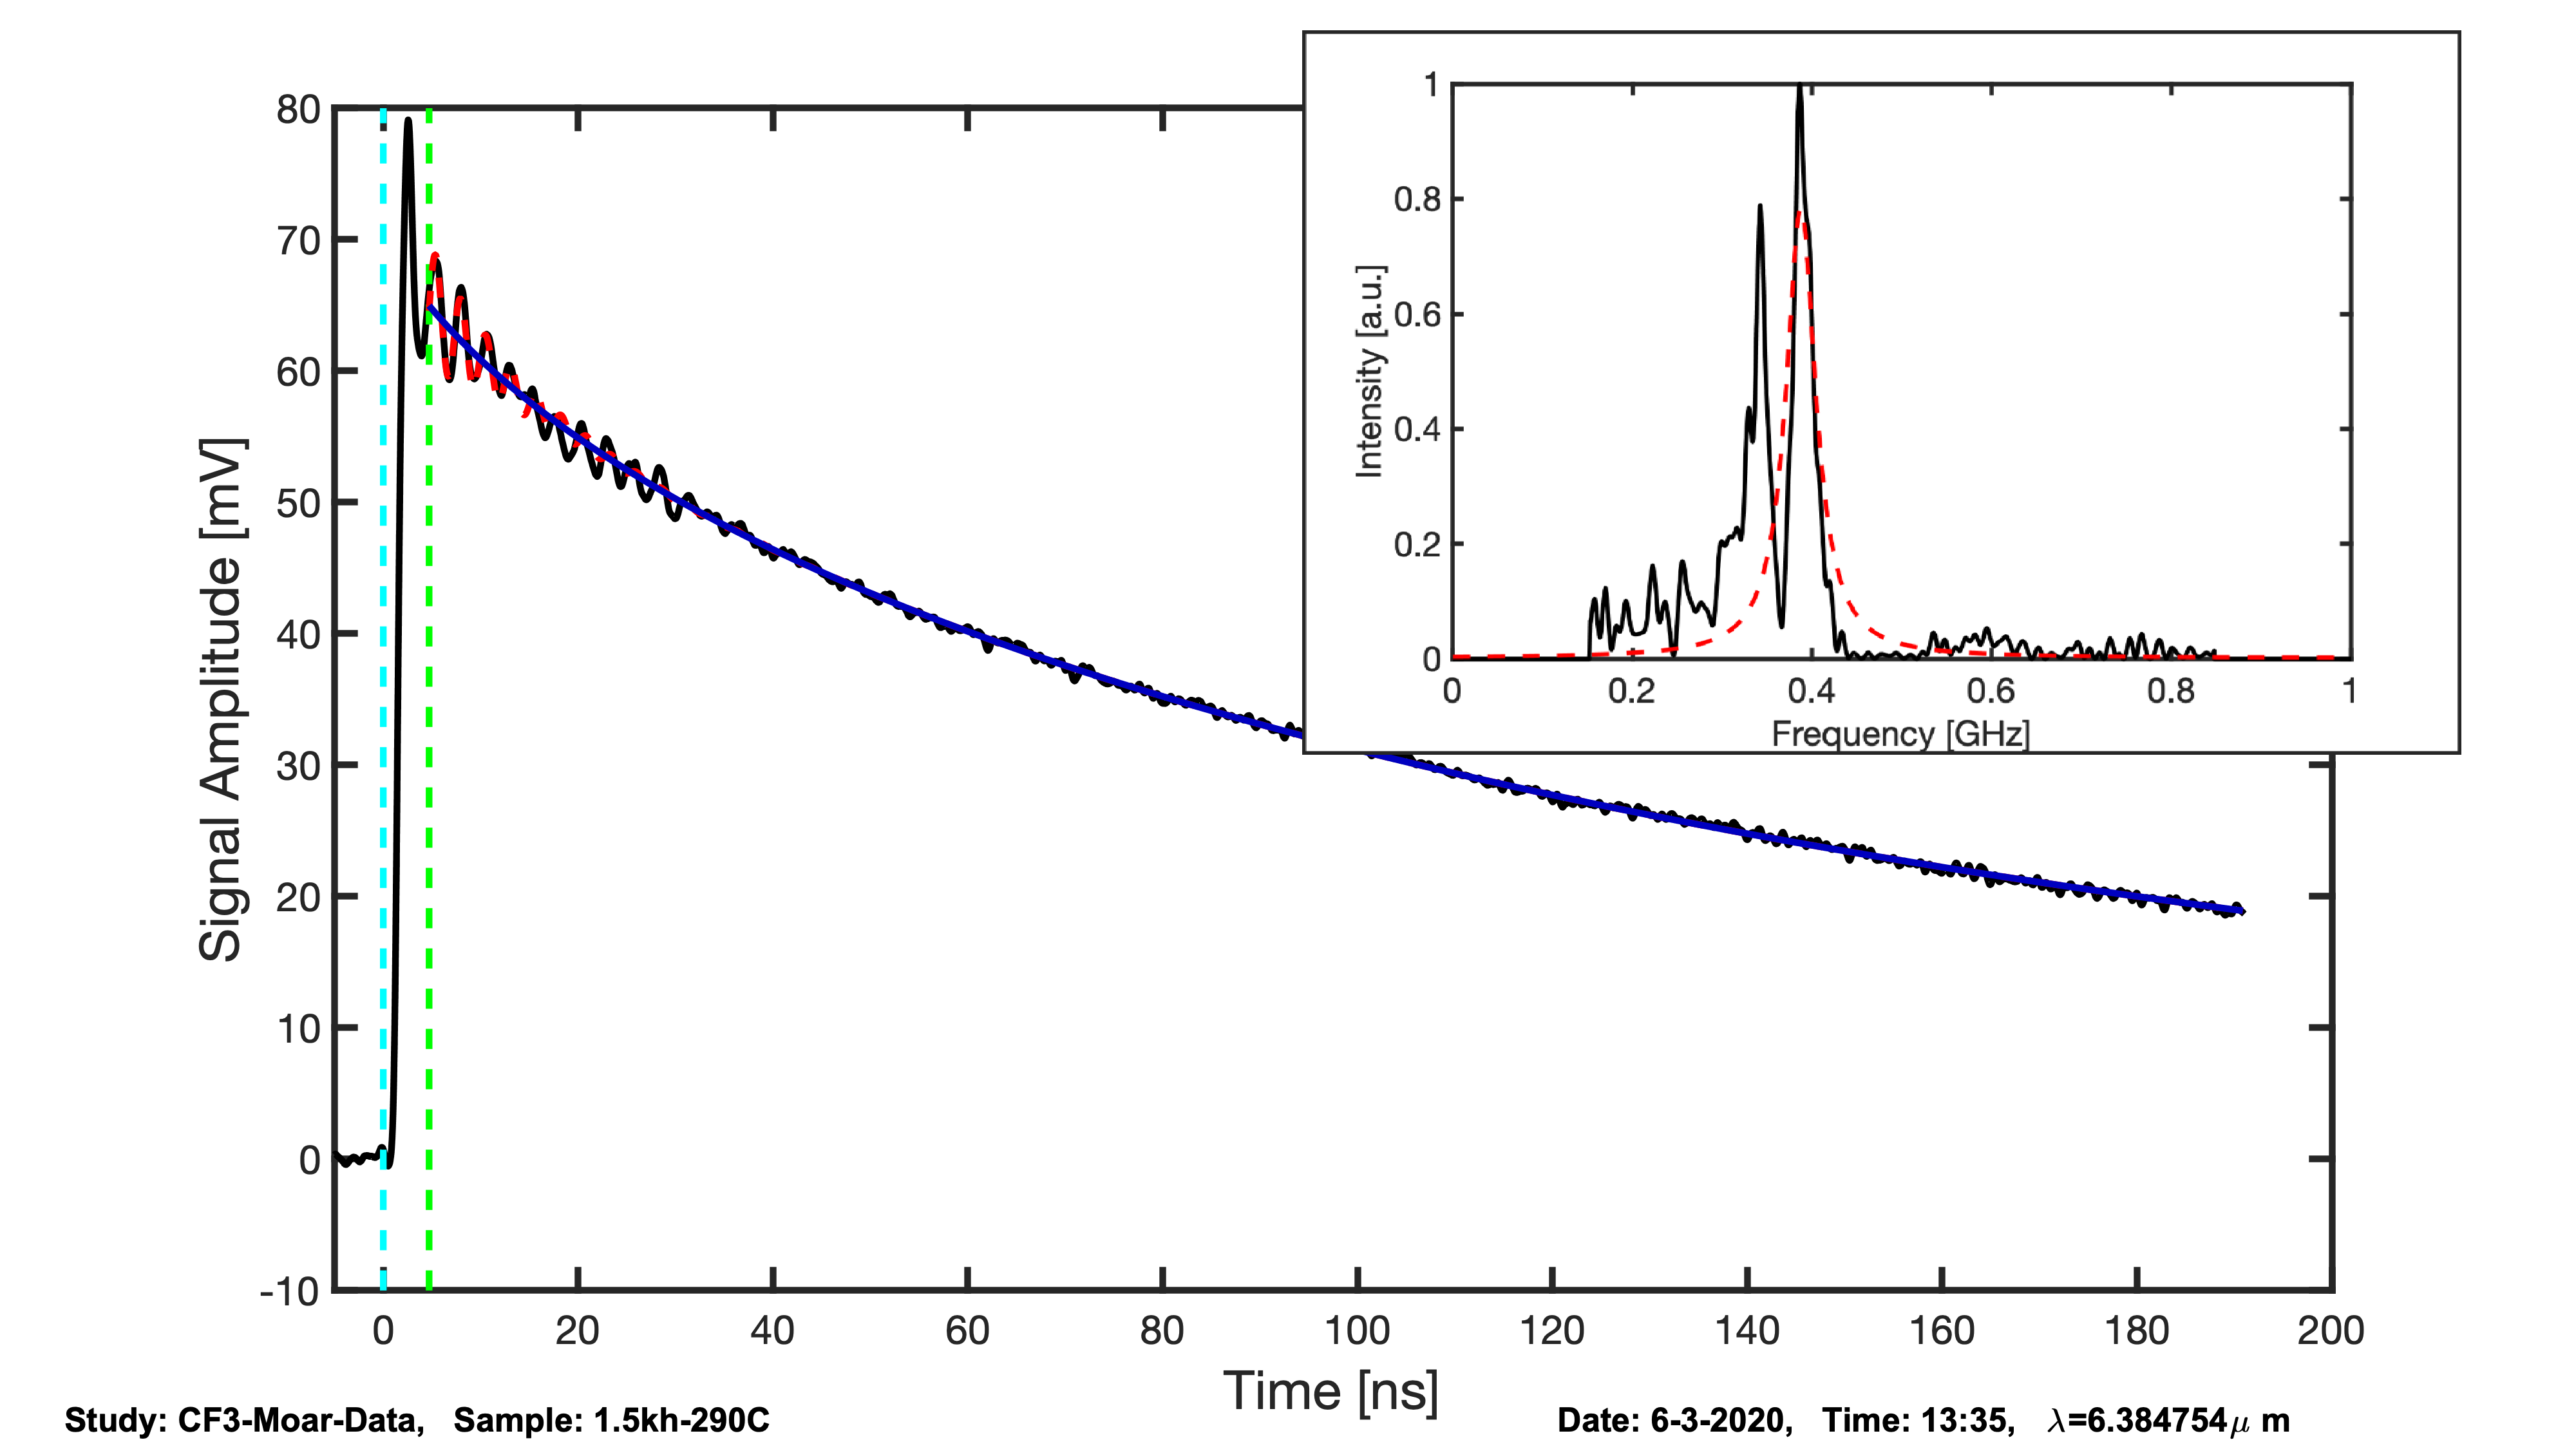 80
70
60
50
40
30
20
10
0
-10
Signal Amplitude [mV]
0 20 40 60 80 100 120 140 160 180 200
Time [ns]
1
0.8
0.6
0.4
0.2
0
Intensity [a.u.]
0 0.2 0.4 0.6 0.8 1
Frequency [GHz]
Study: CF3-Moar-Data, Sample: 1.5kh-290C
Date: 6-3-2020, Time: 13:35, λ=6.384754μ m